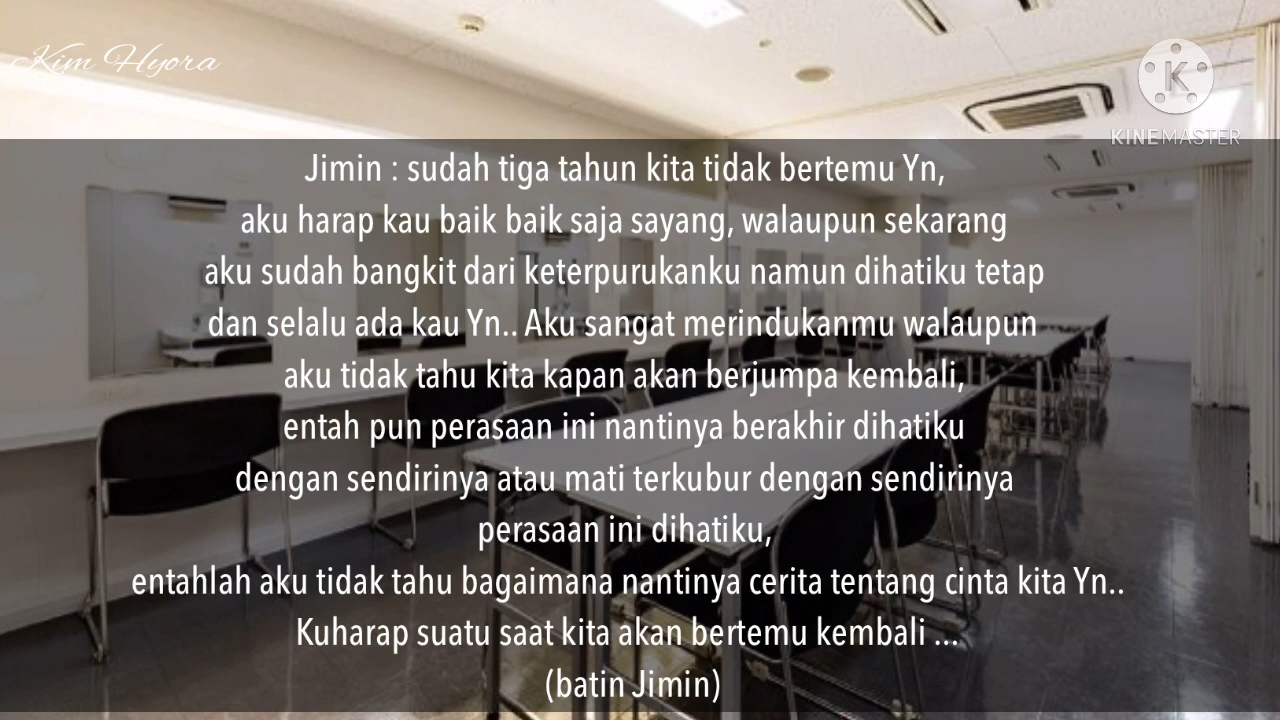 Kim Hyora
K
KINEMASTER
Jimin : sudah tiga tahun kita tidak bertemu Yn,
aku harap kau baik baik saja sayang, walaupun sekarang
aku sudah bangkit dari keterpurukanku namun dihatiku tetap
dan selalu ada kau Yn.. Aku sangat merindukanmu walaupun
aku tidak tahu kita kapan akan berjumpa kembali,
entah pun perasaan ini nantinya berakhir dihatiku
dengan sendirinya atau mati terkubur dengan sendirinya
perasaan ini dihatiku,
entahlah aku tidak tahu bagaimana nantinya cerita tentang cinta kita Yn..
Kuharap suatu saat kita akan bertemu kembali ...
(batin Jimin)